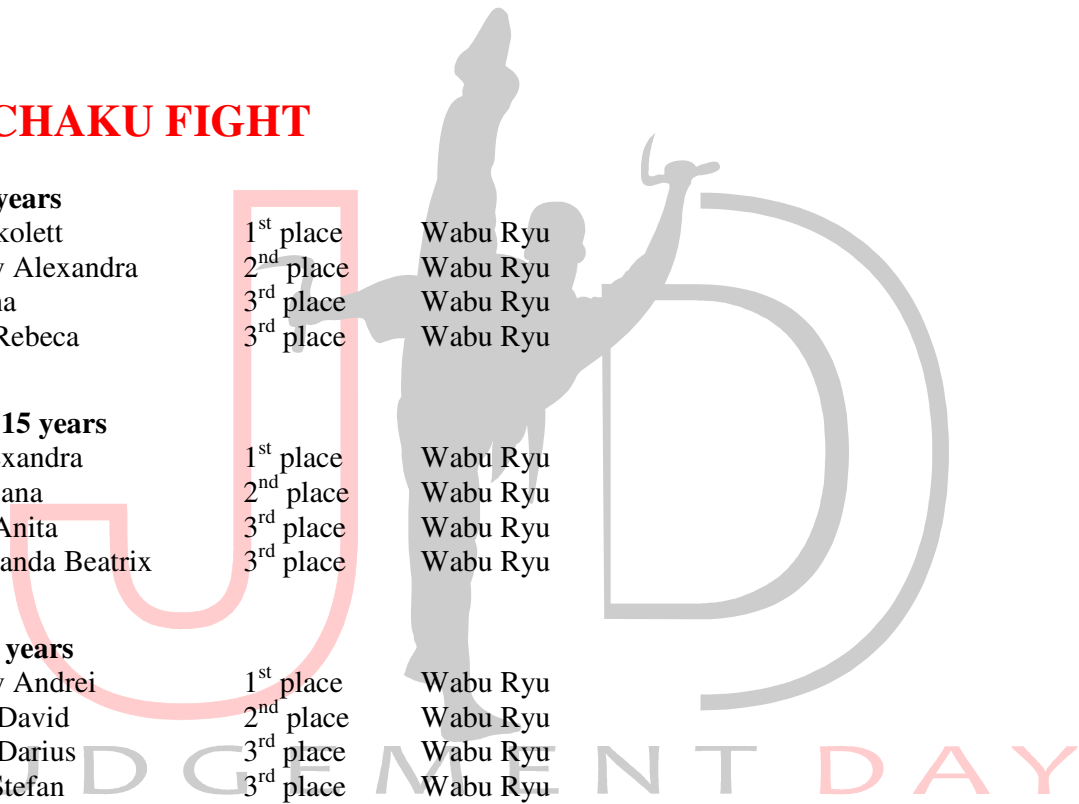 CHAKU FIGHT
years
kolett 1st place Wabu Ryu
y Alexandra 2nd place Wabu Ryu
na 3rd place Wabu Ryu
Rebeca 3rd place Wabu Ryu
15 years
exandra 1st place Wabu Ryu
ana 2nd place Wabu Ryu
Anita 3rd place Wabu Ryu
anda Beatrix 3rd place Wabu Ryu
years
y Andrei 1st place Wabu Ryu
David 2nd place Wabu Ryu
Darius 3rd place Wabu Ryu
Stefan 3rd place Wabu Ryu
JD
JUDGEMENT DAY